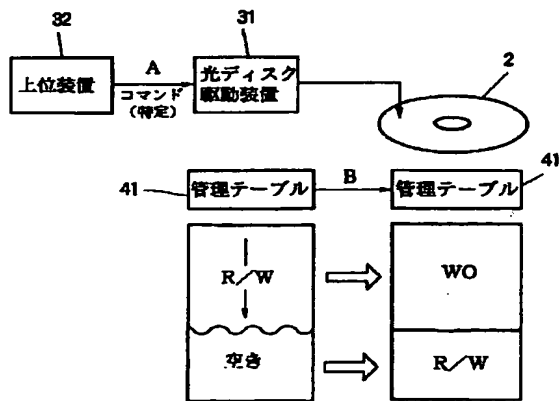 32
31
2
上位装置
A
コマンド
(特定)
光ディスク
駆動装置
41
管理テーブル
B
管理テーブル
41
R/W
空き
WO
R/W